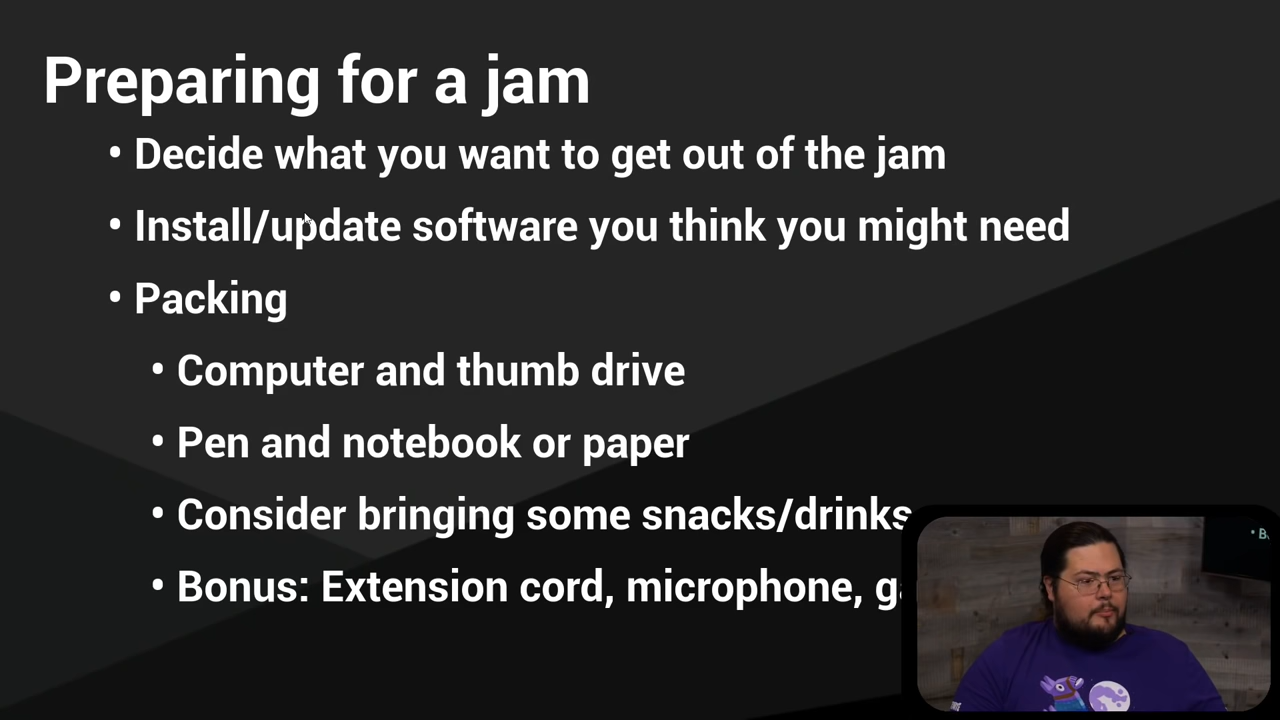 Preparing for a jam
• Decide what you want to get out of the jam
• Install/update software you think you might need
• Packing
• Computer and thumb drive
• Pen and notebook or paper
• Consider bringing some snacks/drinks
• Bonus: Extension cord, microphone,